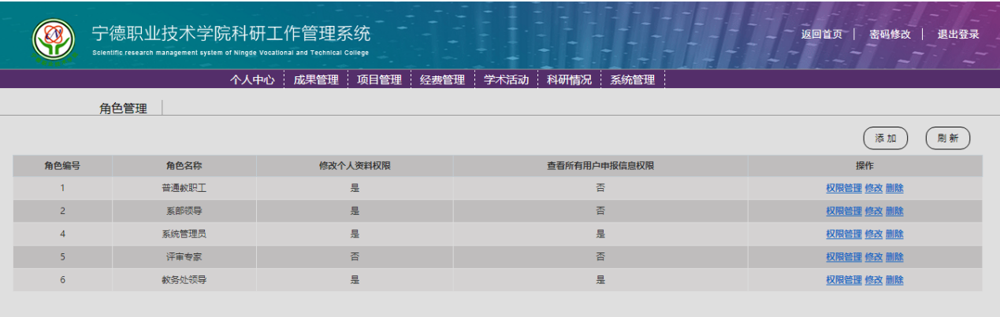 宁德职业技术学院科研工作管理系统
Scientific research management system of Ningde Vocational and Technical College
返回首页 密码修改 退出登录
个人中心 成果管理 项目管理 经费管理 学术活动 科研情况 系统管理
角色管理
添 加 刷 新
角色编号 角色名称 修改个人资料权限 查看所有用户申报信息权限 操作
1 普通教职工 是 否 权限管理 修改 删除
2 系部领导 是 否 权限管理 修改 删除
4 系统管理员 是 是 权限管理 修改 删除
5 评审专家 否 否 权限管理 修改 删除
6 教务处领导 是 是 权限管理 修改 删除